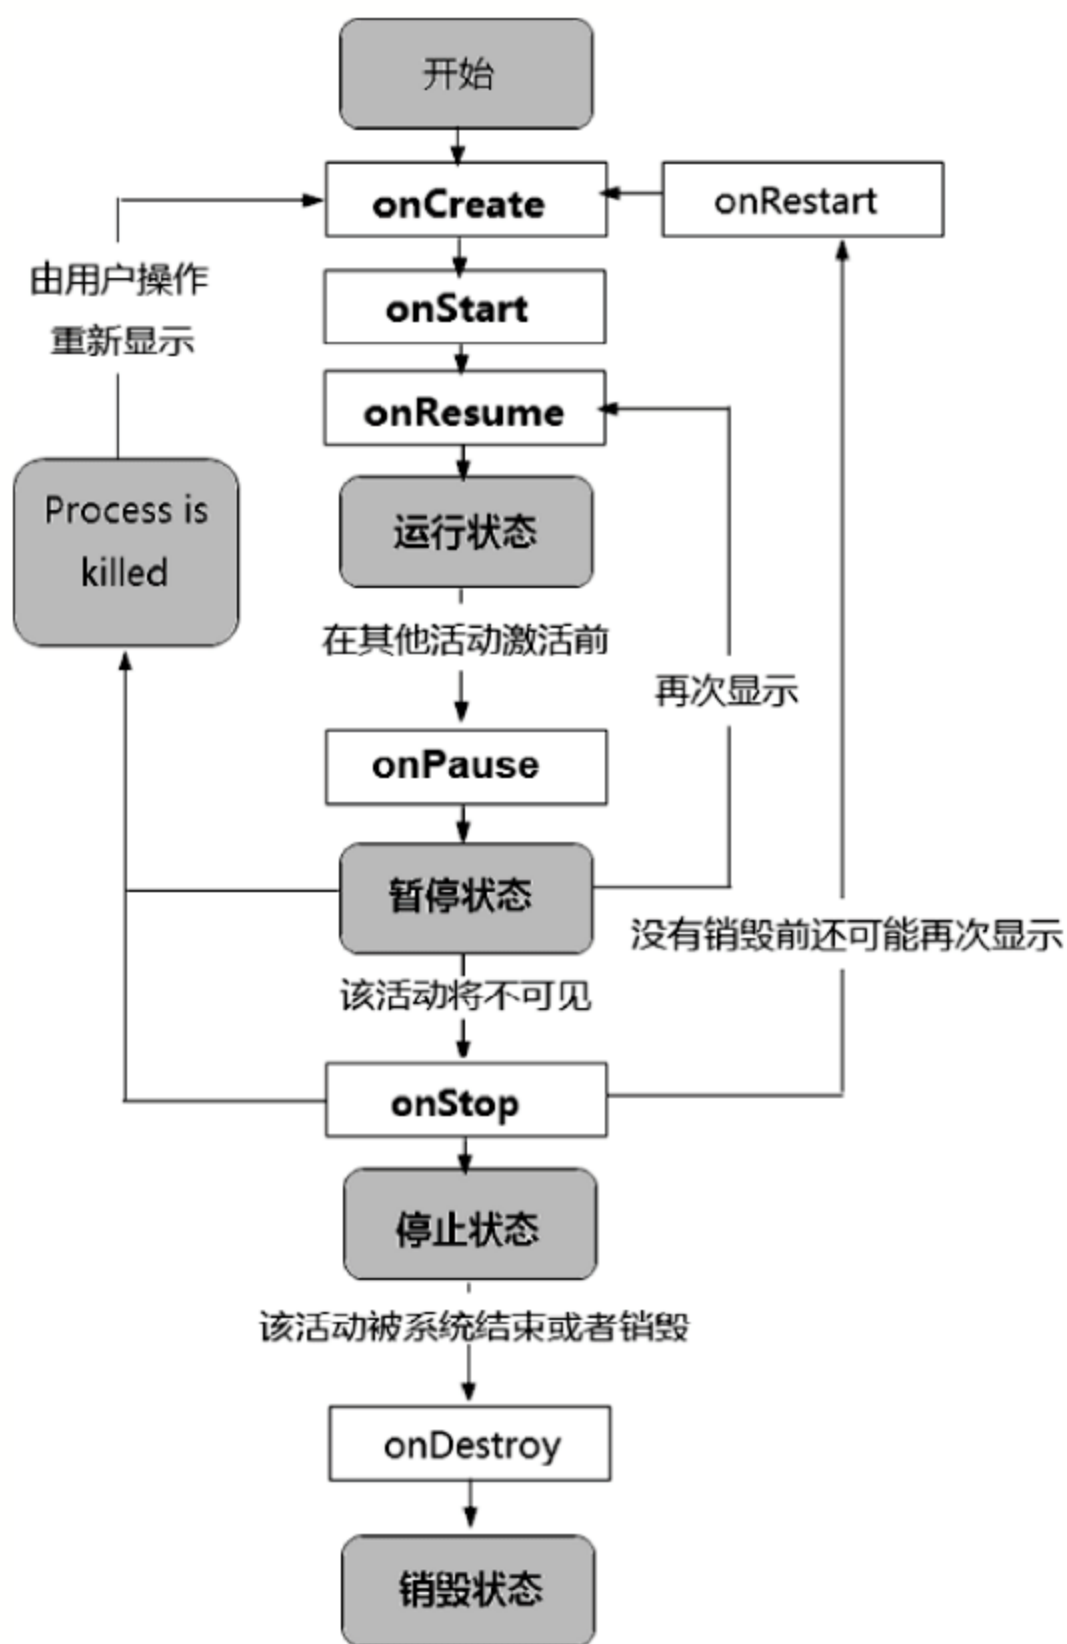 开始
onCreate
onRestart
由用户操作
重新显示
onStart
onResume
Process is
killed
运行状态
在其他活动激活前
再次显示
onPause
暂停状态
没有销毁前还可能再次显示
该活动将不可见
onStop
停止状态
该活动被系统结束或者销毁
onDestroy
销毁状态